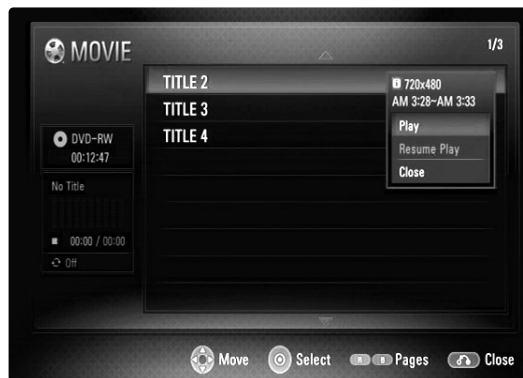 MOVIE
1/3
TITLE 2
TITLE 3
TITLE 4
720x480
AM 3:28~AM 3:33
Play
Resume Play
Close
DVD-RW
00:12:47
No Title
00:00 / 00:00
Off
Move Select A B Pages Close